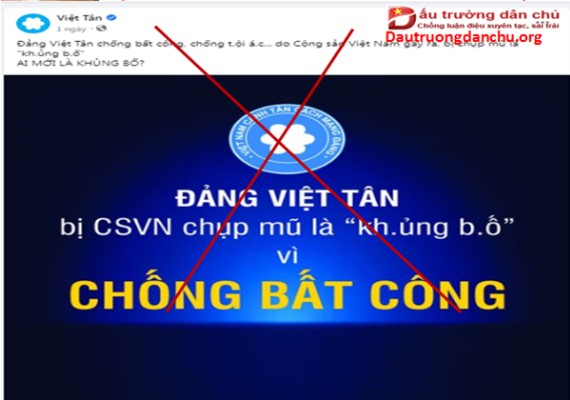 Việt Tân
1 ngày
Đấu trường dân chủ
Chống luận điệu xuyên tạc, sai trái
Dautruongdanchu.org
Đảng Việt Tân chống bất công, chống t.ội á.c... do Cộng sản Việt Nam gây ra, bị chụp mũ là
"kh.ủng b.ố"
AI MỚI LÀ KHỦNG BỐ?
VIỆT NAM CANH TÂN CÁCH MẠNG ĐẢNG
ĐẢNG VIỆT TÂN
bị CSVN chụp mũ là “kh.ủng b.ố”
vì
CHỐNG BẤT CÔNG